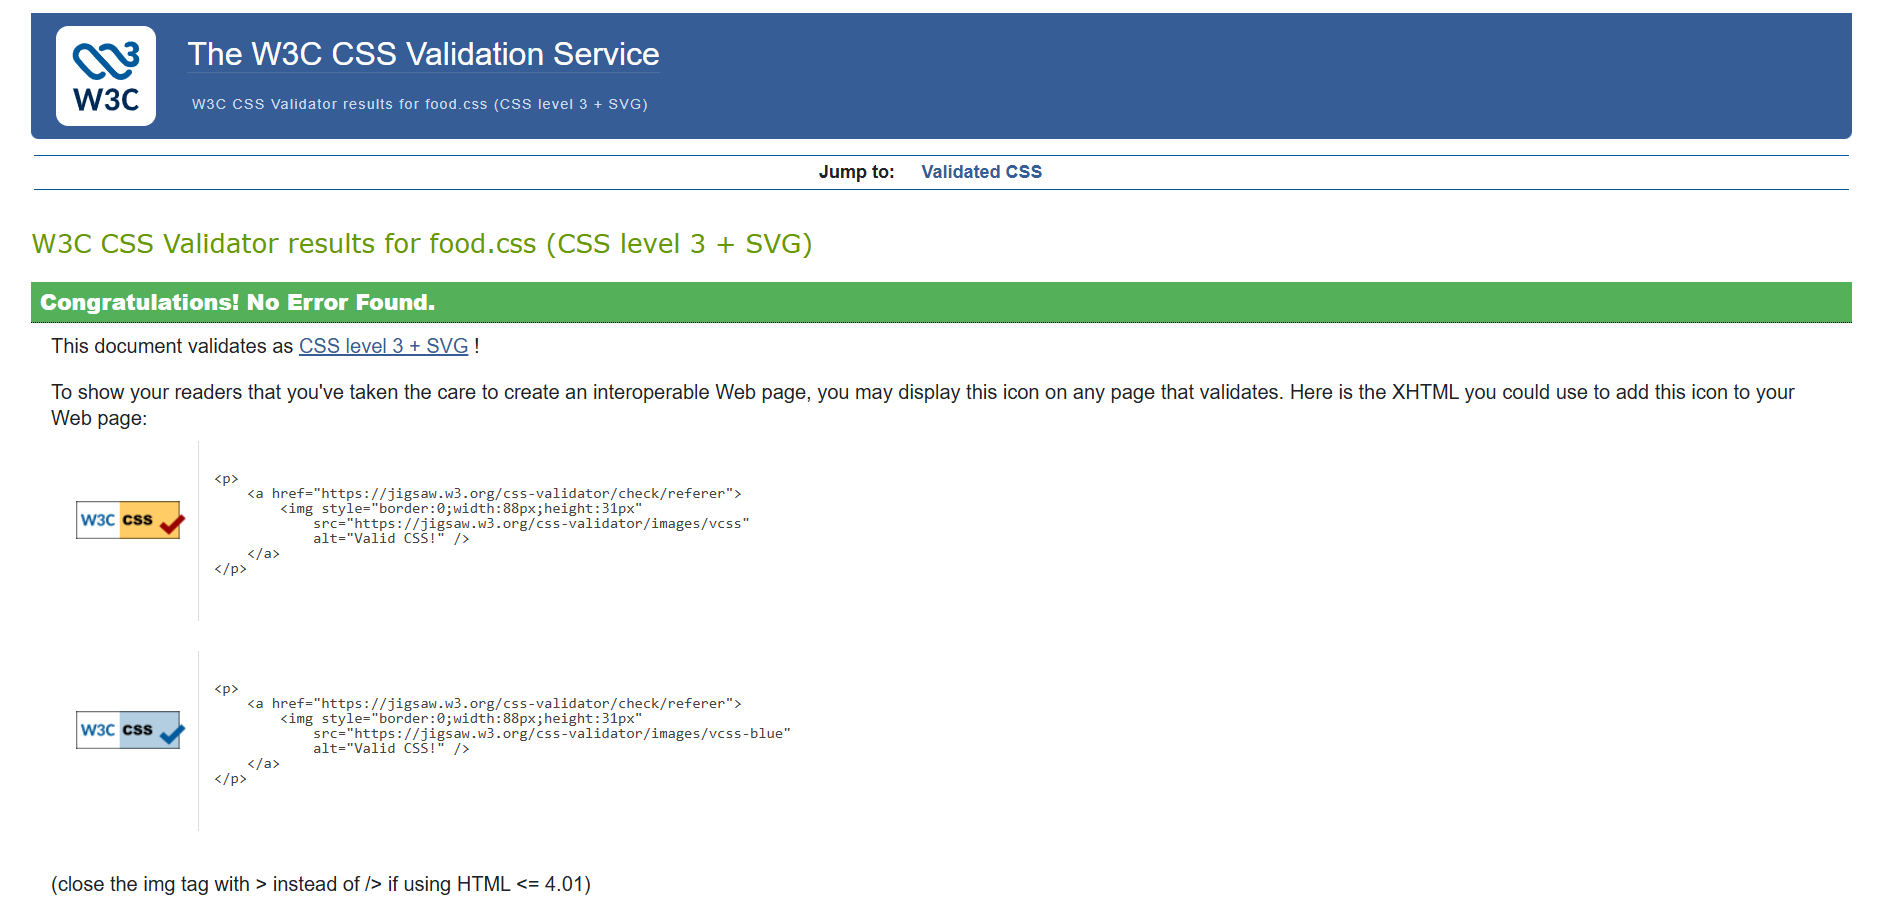 W3C
The W3C CSS Validation Service
W3C CSS Validator results for food.css (CSS level 3 + SVG)
Jump to: Validated CSS
W3C CSS Validator results for food.css (CSS level 3 + SVG)
Congratulations! No Error Found.
This document validates as CSS level 3 + SVG !
To show your readers that you've taken the care to create an interoperable Web page, you may display this icon on any page that validates. Here is the XHTML you could use to add this icon to your
Web page:
W3C css
<p>
    <a href="https://jigsaw.w3.org/css-validator/check/referer">
        <img style="border:0;width:88px;height:31px"
            src="https://jigsaw.w3.org/css-validator/images/vcss"
            alt="Valid CSS!" />
    </a>
</p>
W3C css
<p>
    <a href="https://jigsaw.w3.org/css-validator/check/referer">
        <img style="border:0;width:88px;height:31px"
            src="https://jigsaw.w3.org/css-validator/images/vcss-blue"
            alt="Valid CSS!" />
    </a>
</p>
(close the img tag with > instead of /> if using HTML <= 4.01)